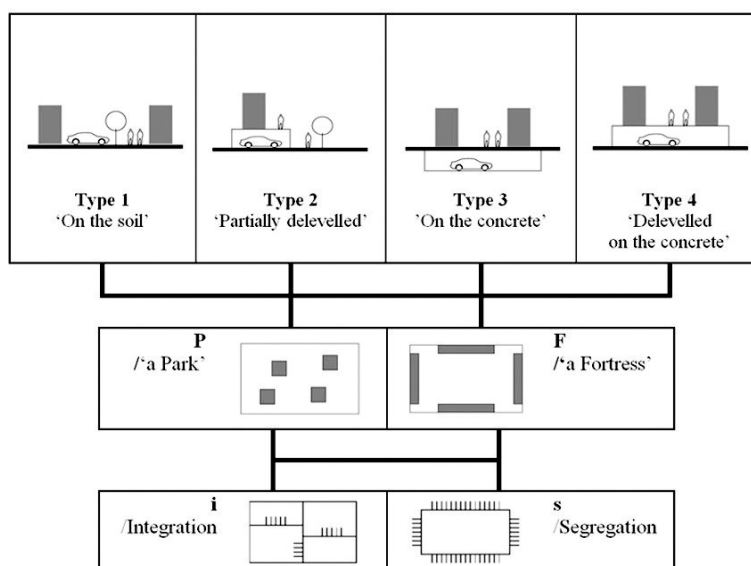 Type 1
‘On the soil’
Type 2
‘Partially delevelled’
Type 3
’On the concrete’
Type 4
‘Delevelled
on the concrete’
P
/‘a Park’
F
/‘a Fortress’
i
/Integration
s
/Segregation